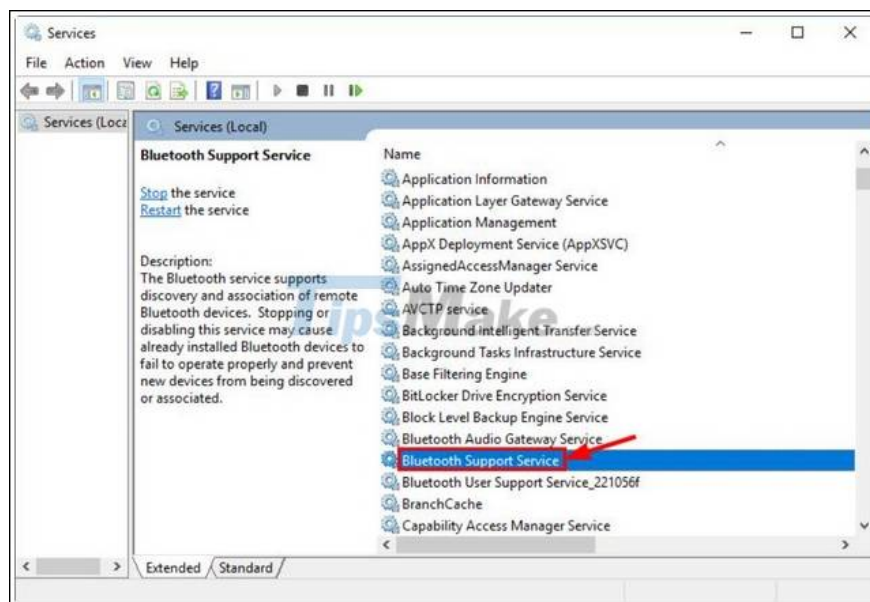 Services
File Action View Help
Services (Loca
Services (Local)
Bluetooth Support Service
Stop the service
Restart the service
Description:
The Bluetooth service supports
discovery and association of remote
Bluetooth devices. Stopping or
disabling this service may cause
already installed Bluetooth devices to
fail to operate properly and prevent
new devices from being discovered
or associated.
Name
Application Information
Application Layer Gateway Service
Application Management
AppX Deployment Service (AppXSVC)
AssignedAccessManager Service
Auto Time Zone Updater
AVCTP service
Background Intelligent Transfer Service
Background Tasks Infrastructure Service
Base Filtering Engine
BitLocker Drive Encryption Service
Block Level Backup Engine Service
Bluetooth Audio Gateway Service
Bluetooth Support Service
Bluetooth User Support Service_221056f
BranchCache
Capability Access Manager Service
Extended Standard
TipsMake